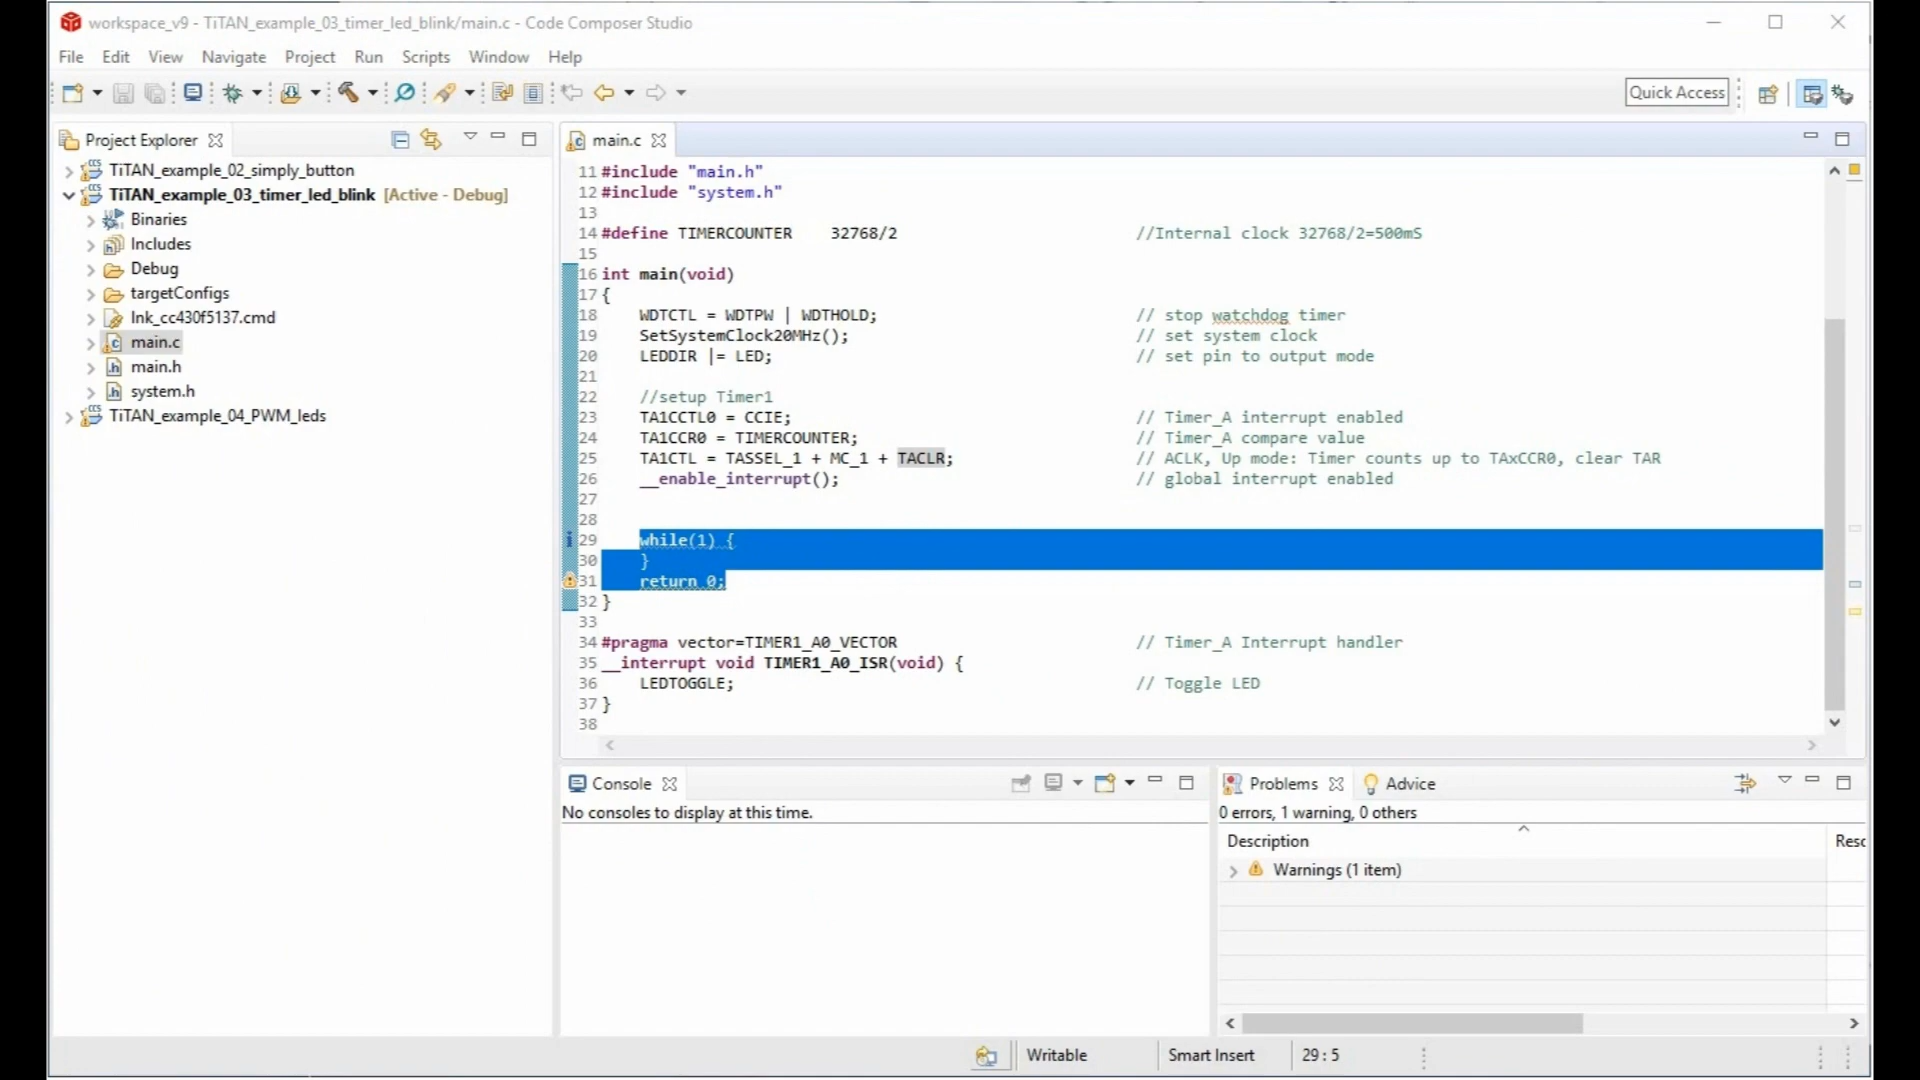 workspace_v9 - TiTAN_example_03_timer_led_blink/main.c - Code Composer Studio
File Edit View Navigate Project Run Scripts Window Help
Quick Access
Project Explorer
TiTAN_example_02_simply_button
TiTAN_example_03_timer_led_blink [Active - Debug]
Binaries
Includes
Debug
targetConfigs
lnk_cc430f5137.cmd
main.c
main.h
system.h
TiTAN_example_04_PWM_leds
main.c
11 #include "main.h"
12 #include "system.h"
13
14 #define TIMERCOUNTER 32768/2 //Internal clock 32768/2=500mS
15
16 int main(void)
17 {
18 WDTCTL = WDTPW | WDTHOLD; // stop watchdog timer
19 SetSystemClock20MHz(); // set system clock
20 LEDDIR |= LED; // set pin to output mode
21
22 //setup Timer1
23 TA1CCTL0 = CCIE; // Timer_A interrupt enabled
24 TA1CCR0 = TIMERCOUNTER; // Timer_A compare value
25 TA1CTL = TASSEL_1 + MC_1 + TACLR; // ACLK, Up mode: Timer counts up to TAxCCR0, clear TAR
26 __enable_interrupt(); // global interrupt enabled
27
28
29 while(1) {
30 }
31 return 0;
32 }
33
34 #pragma vector=TIMER1_A0_VECTOR // Timer_A Interrupt handler
35 __interrupt void TIMER1_A0_ISR(void) {
36 LEDTOGGLE; // Toggle LED
37 }
38
Console
No consoles to display at this time.
Problems Advice
0 errors, 1 warning, 0 others
Description Resc
Warnings (1 item)
Writable Smart Insert 29 : 5